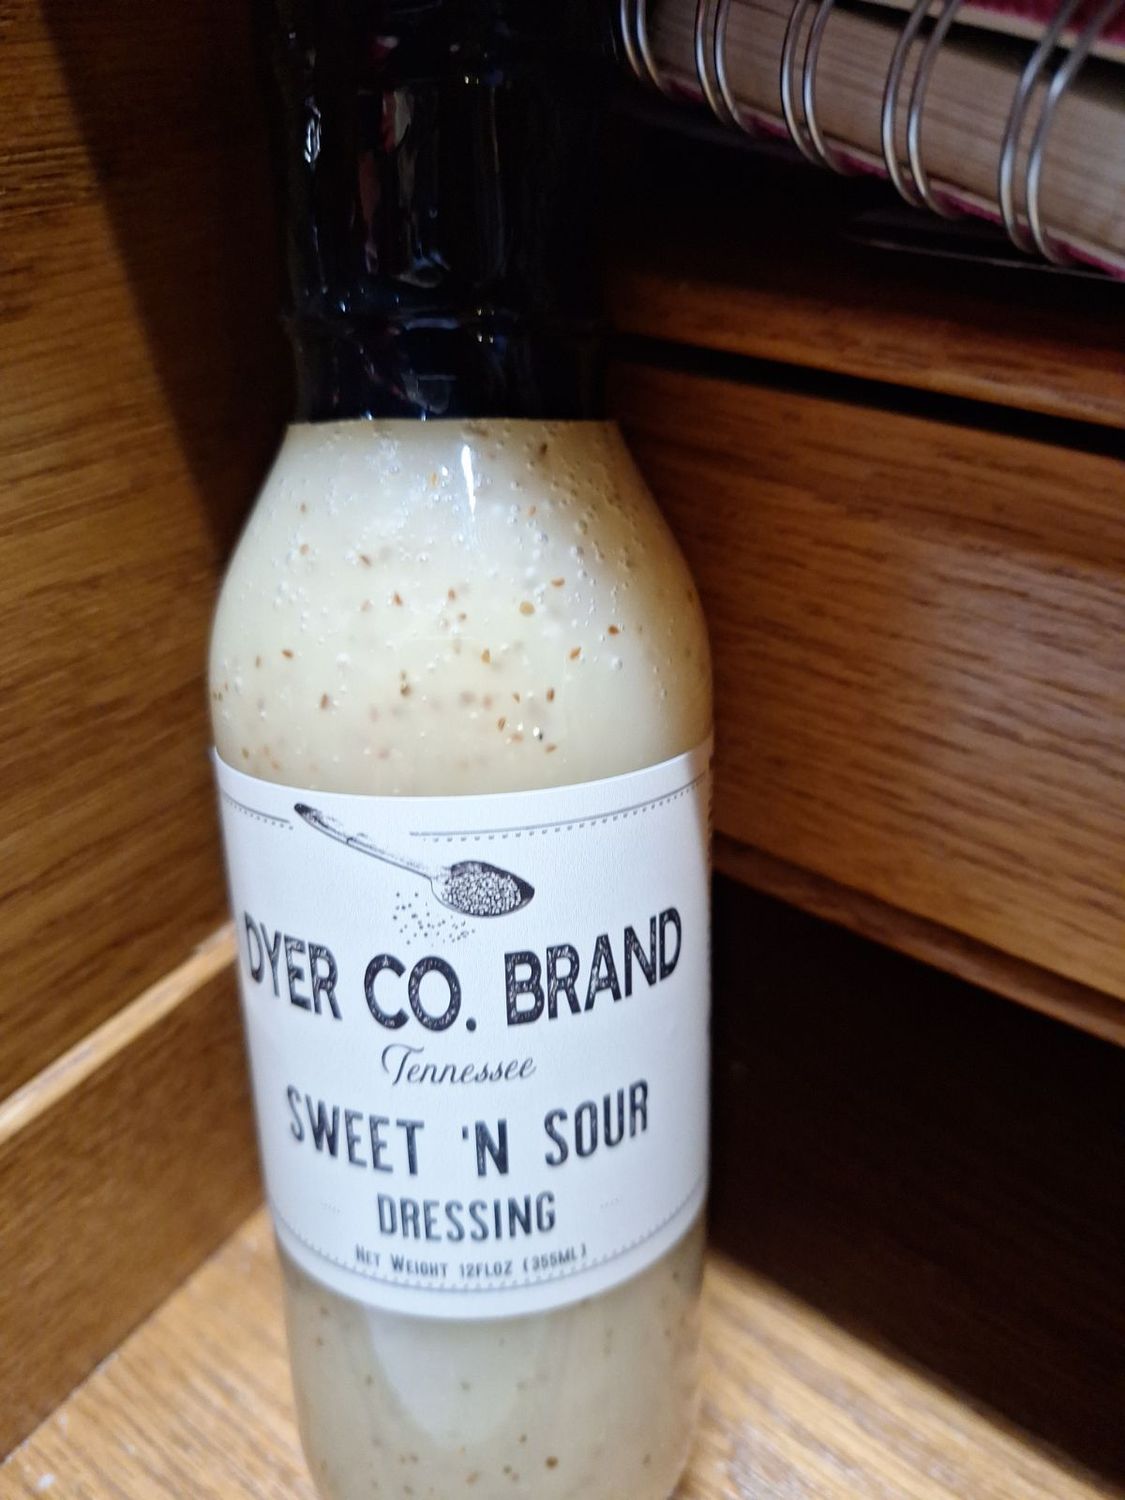 DYER CO. BRAND
Tennessee
SWEET 'N SOUR
DRESSING
NET WEIGHT 12FLOZ (355ML)